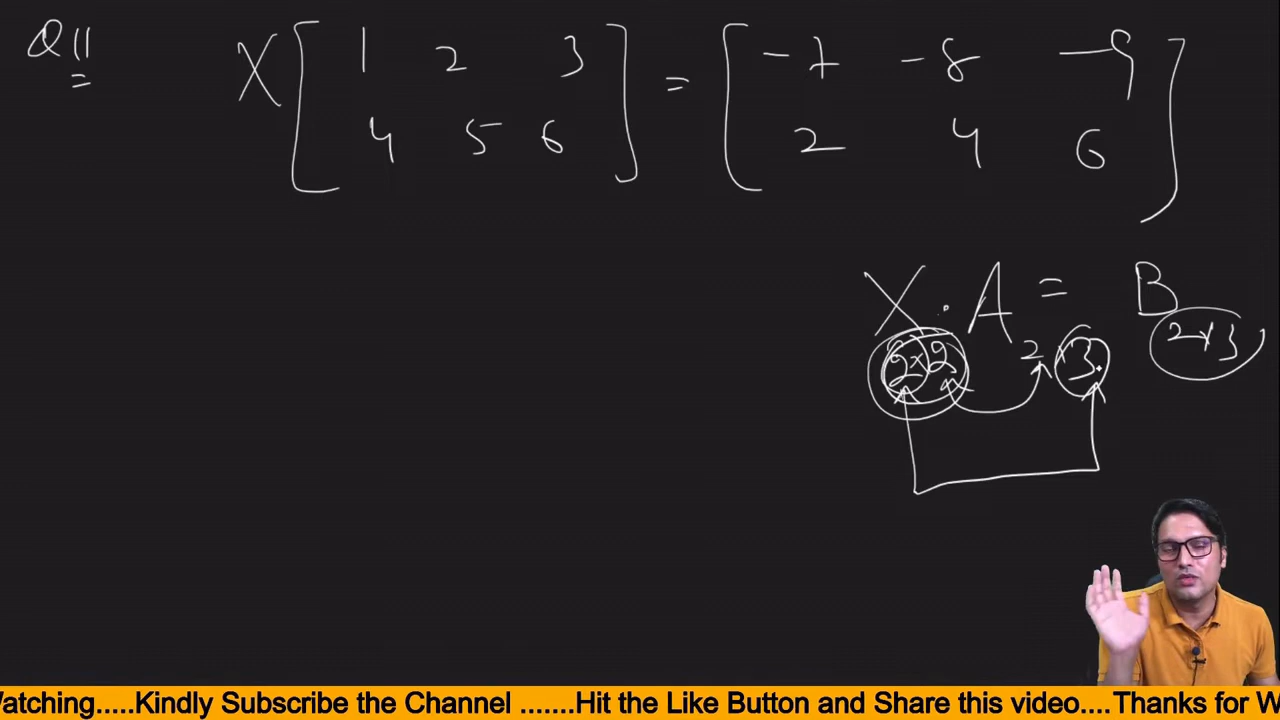 Q11
X [ 1 2 3 ] = [ -7 -8 -9 ]
[ 4 5 6 ] [ 2 4 6 ]
X . A = B
2×2 2×3 2×3
atching.....Kindly Subscribe the Channel .......Hit the Like Button and Share this video....Thanks for W